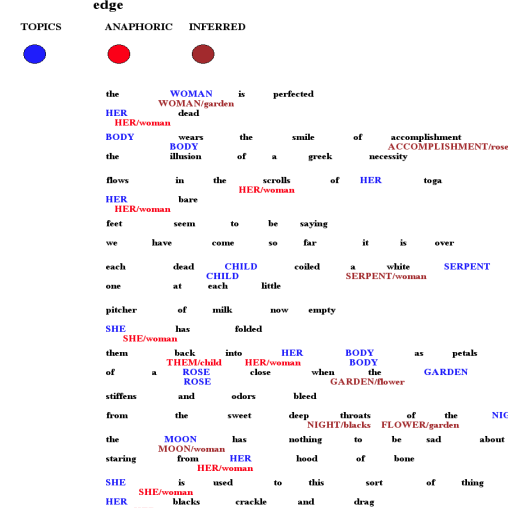 edge
TOPICS ANAPHORIC INFERRED
the WOMAN is perfected
WOMAN/garden
HER dead
HER/woman
BODY wears the smile of accomplishment
BODY ACCOMPLISHMENT/rose
the illusion of a greek necessity
flows in the scrolls of HER toga
HER/woman
HER bare
HER/woman
feet seem to be saying
we have come so far it is over
each dead CHILD coiled a white SERPENT
CHILD SERPENT/woman
one at each little
pitcher of milk now empty
SHE has folded
SHE/woman
them back into HER BODY as petals
THEM/child HER/woman BODY
of a ROSE close when the GARDEN
ROSE GARDEN/flower
stiffens and odors bleed
from the sweet deep throats of the NIG
NIGHT/blacks FLOWER/garden
the MOON has nothing to be sad about
MOON/woman
staring from HER hood of bone
HER/woman
SHE is used to this sort of thing
SHE/woman
HER blacks crackle and drag